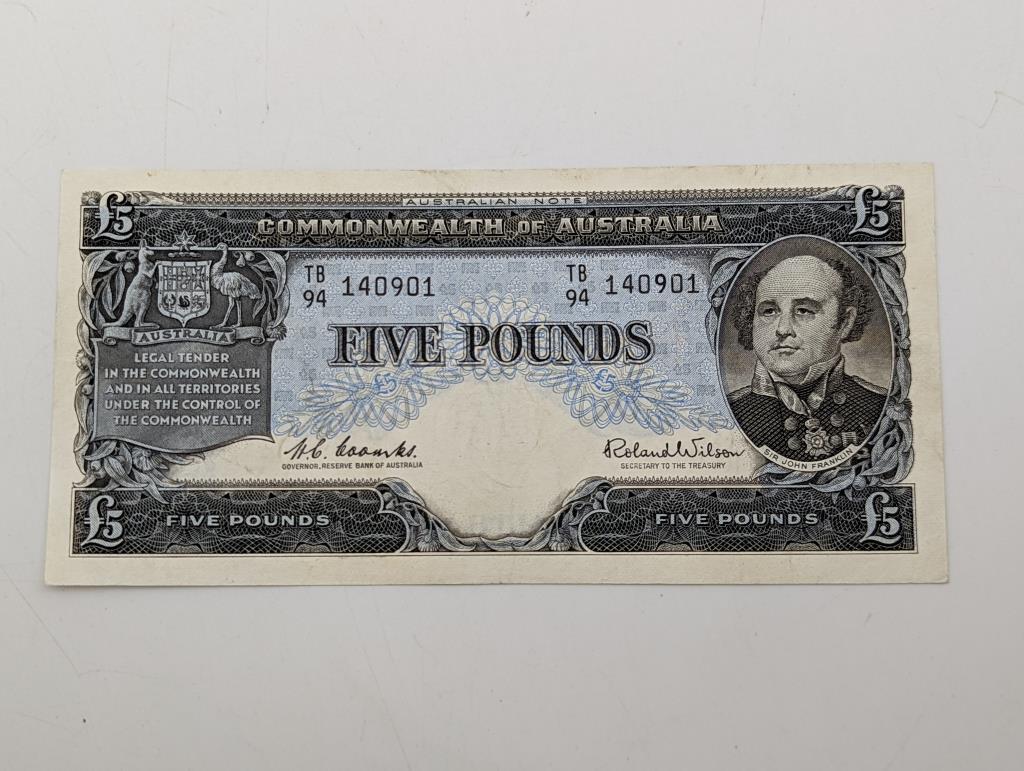 AUSTRALIAN NOTE
£5 COMMONWEALTH OF AUSTRALIA £5
TB
94 140901
TB
94 140901
AUSTRALIA
FIVE POUNDS
LEGAL TENDER
IN THE COMMONWEALTH
AND IN ALL TERRITORIES
UNDER THE CONTROL OF
THE COMMONWEALTH
£5
£5
H.C. Coombs.
GOVERNOR, RESERVE BANK OF AUSTRALIA
Roland Wilson
SECRETARY TO THE TREASURY
SIR JOHN FRANKLIN
£5 FIVE POUNDS
FIVE POUNDS £5